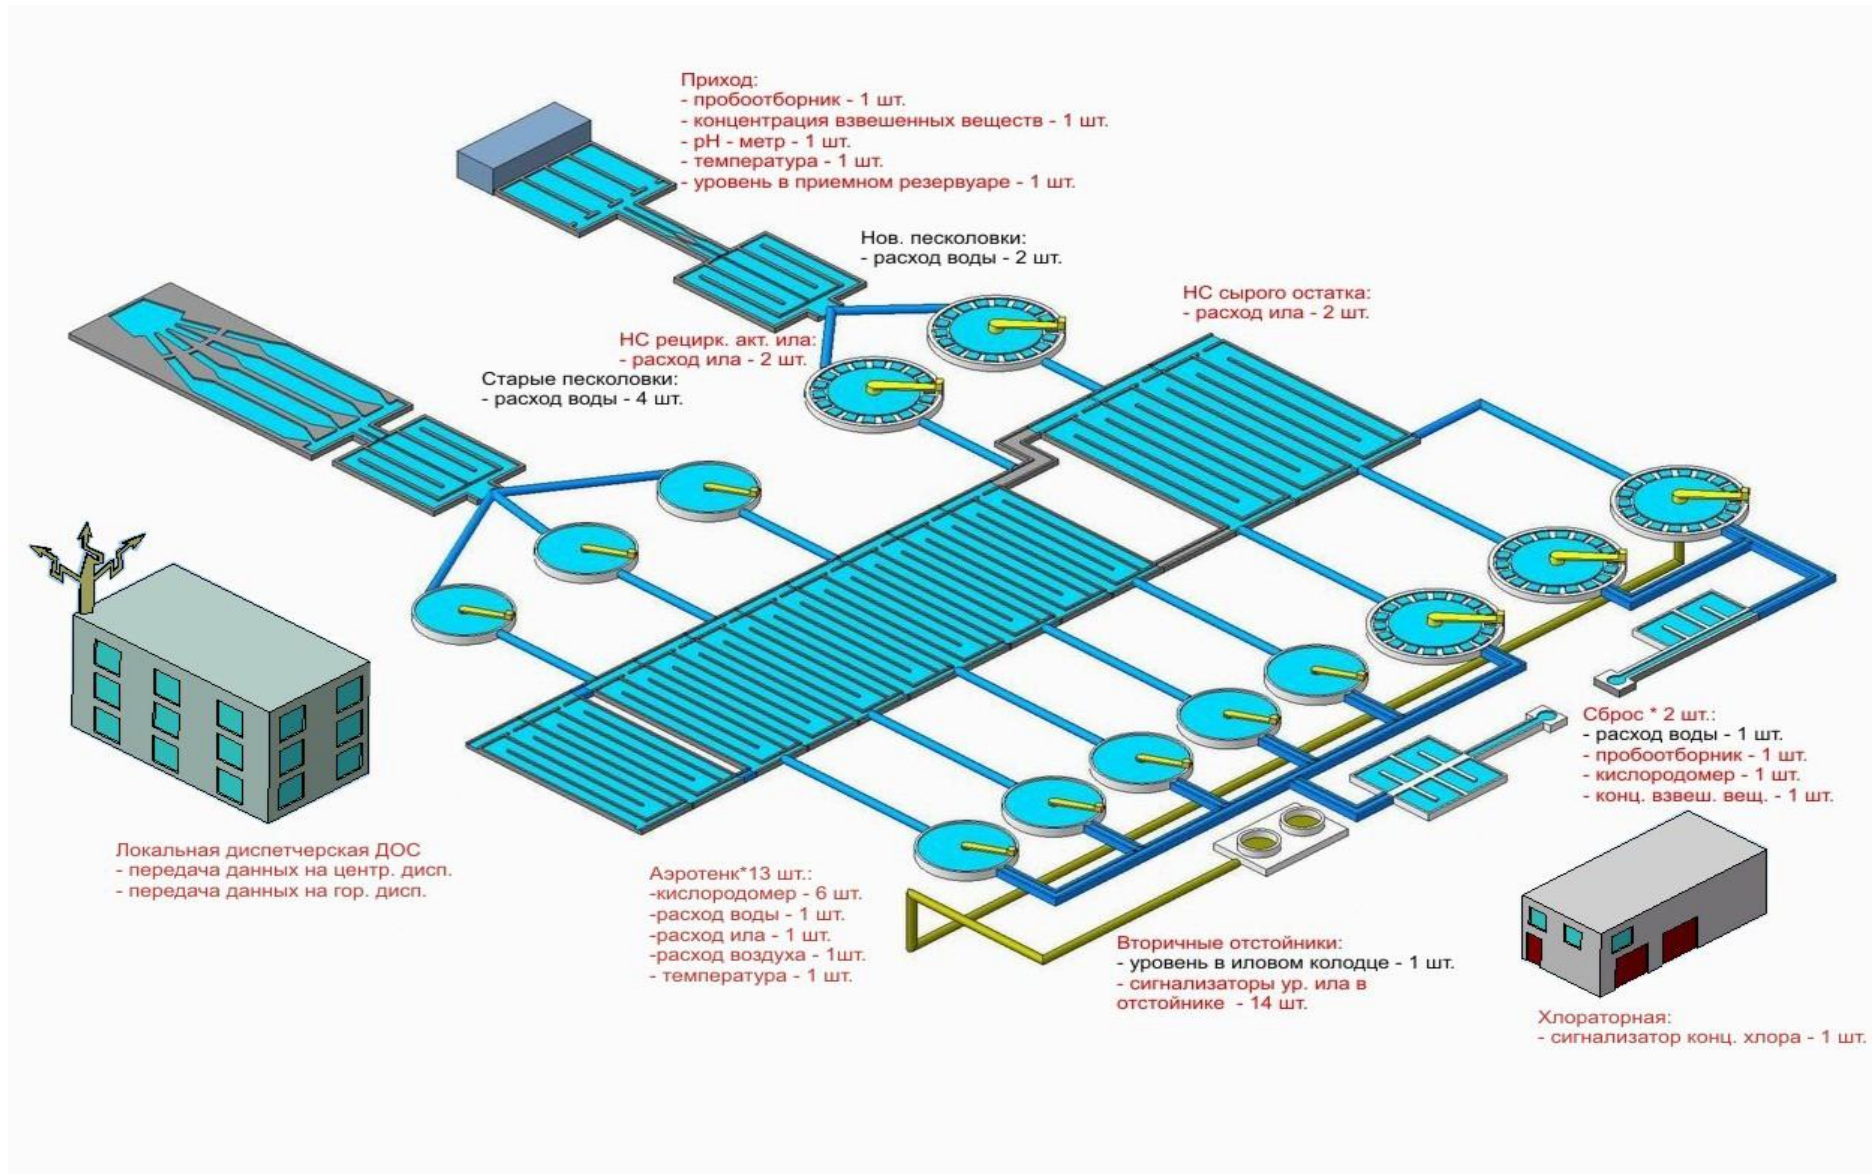 Приход:
- пробоотборник - 1 шт.
- концентрация взвешенных веществ - 1 шт.
- pH - метр - 1 шт.
- температура - 1 шт.
- уровень в приемном резервуаре - 1 шт.
Нов. песколовки:
- расход воды - 2 шт.
НС сырого остатка:
- расход ила - 2 шт.
НС рецирк. акт. ила:
- расход ила - 2 шт.
Старые песколовки:
- расход воды - 4 шт.
Сброс * 2 шт.:
- расход воды - 1 шт.
- пробоотборник - 1 шт.
- кислородомер - 1 шт.
- конц. взвеш. вещ. - 1 шт.
Локальная диспетчерская ДОС
- передача данных на центр. дисп.
- передача данных на гор. дисп.
Аэротенк*13 шт.:
-кислородомер - 6 шт.
-расход воды - 1 шт.
-расход ила - 1 шт.
-расход воздуха - 1шт.
- температура - 1 шт.
Вторичные отстойники:
- уровень в иловом колодце - 1 шт.
- сигнализаторы ур. ила в
отстойнике - 14 шт.
Хлораторная:
- сигнализатор конц. хлора - 1 шт.